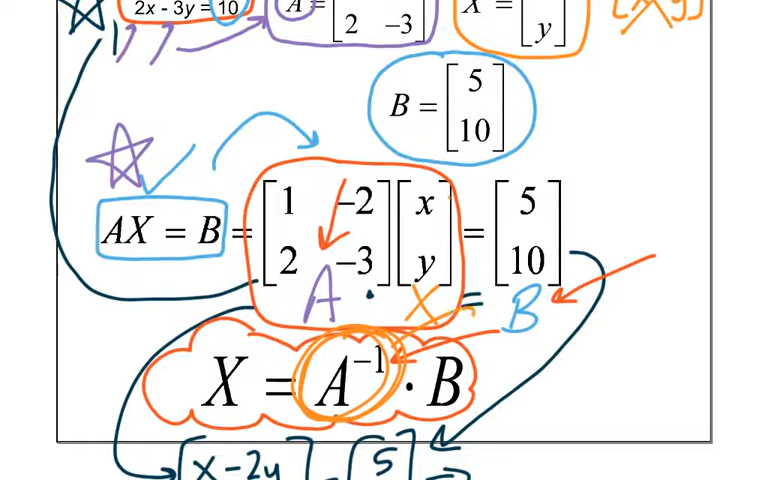 2x - 3y = 10 A = [ 2 −3 ] X = [ y ] [X Y]
B = [ 5 10 ]
AX = B = [ 1 −2 2 −3 ] [ x y ] = [ 5 10 ]
A · X = B
X = A⁻¹ · B
[ x - 2y ] = [ 5 ]